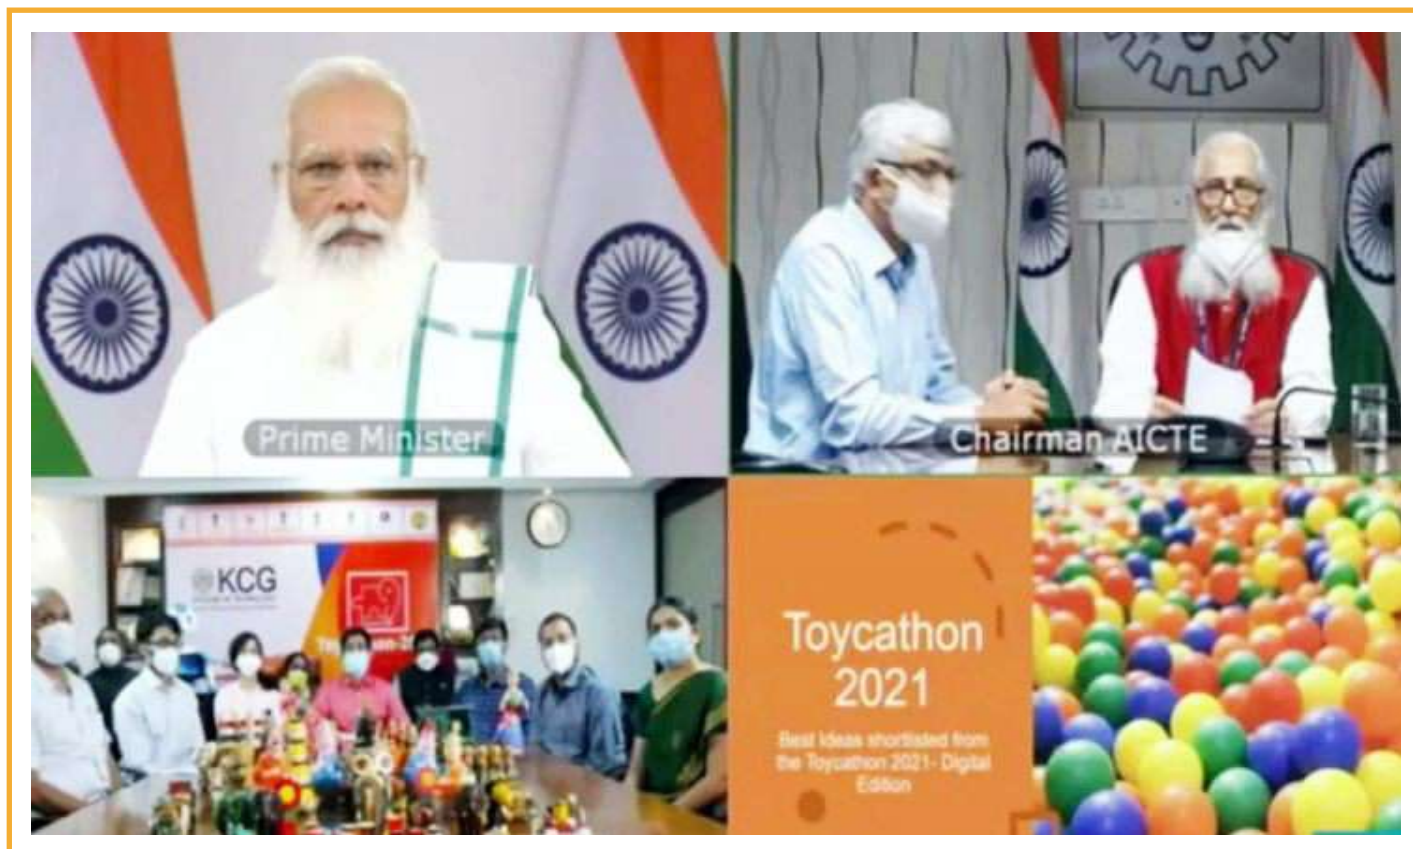 Prime Minister
Chairman AICTE
KCG
Toycathon
2021
Best Ideas shortlisted from
the Toycathon 2021- Digital
Edition